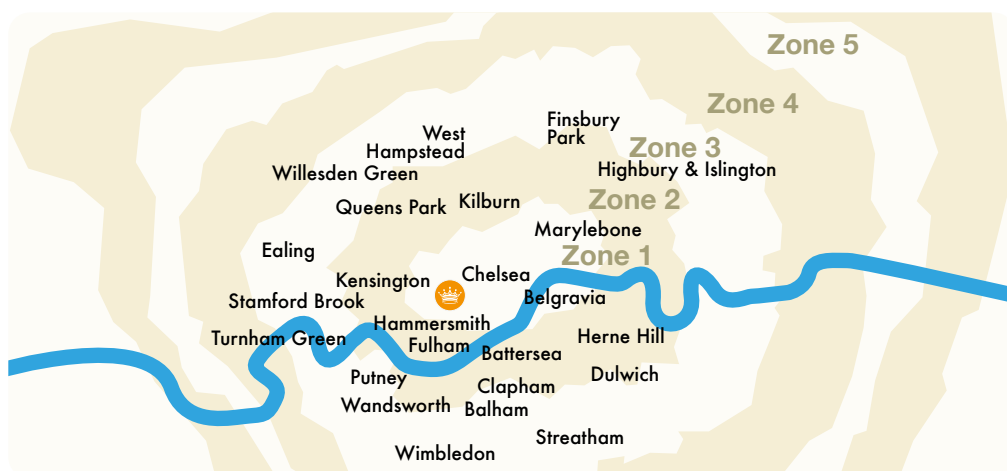 Zone 5
Zone 4
Finsbury
Park
West
Hampstead
Zone 3
Highbury & Islington
Willesden Green
Zone 2
Kilburn
Queens Park
Marylebone
Ealing
Zone 1
Chelsea
Kensington
Belgravia
Stamford Brook
Hammersmith
Herne Hill
Turnham Green
Fulham
Battersea
Dulwich
Putney
Clapham
Wandsworth
Balham
Streatham
Wimbledon